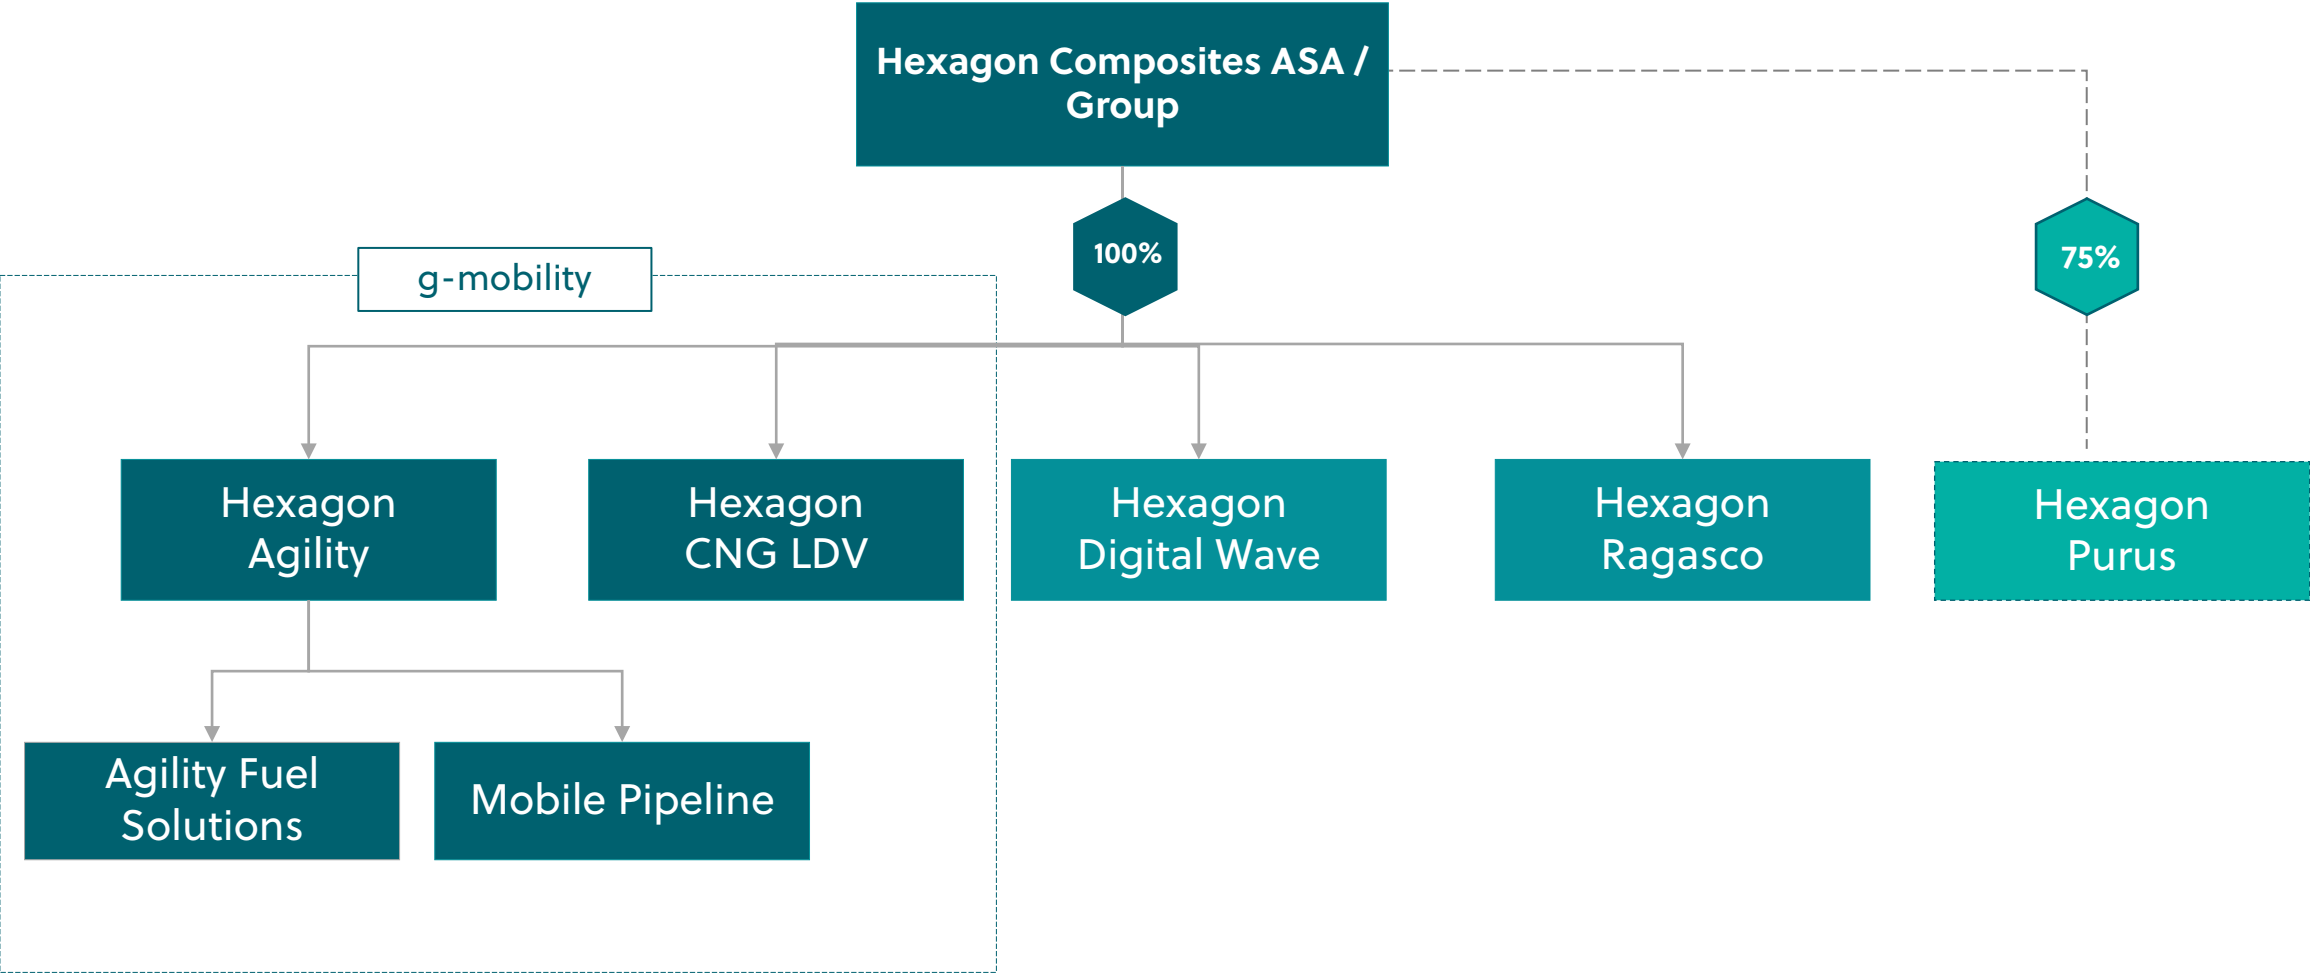 Hexagon Composites ASA /
Group
100%
75%
g-mobility
Hexagon
Agility
Hexagon
CNG LDV
Hexagon
Digital Wave
Hexagon
Ragasco
Hexagon
Purus
Agility Fuel
Solutions
Mobile Pipeline